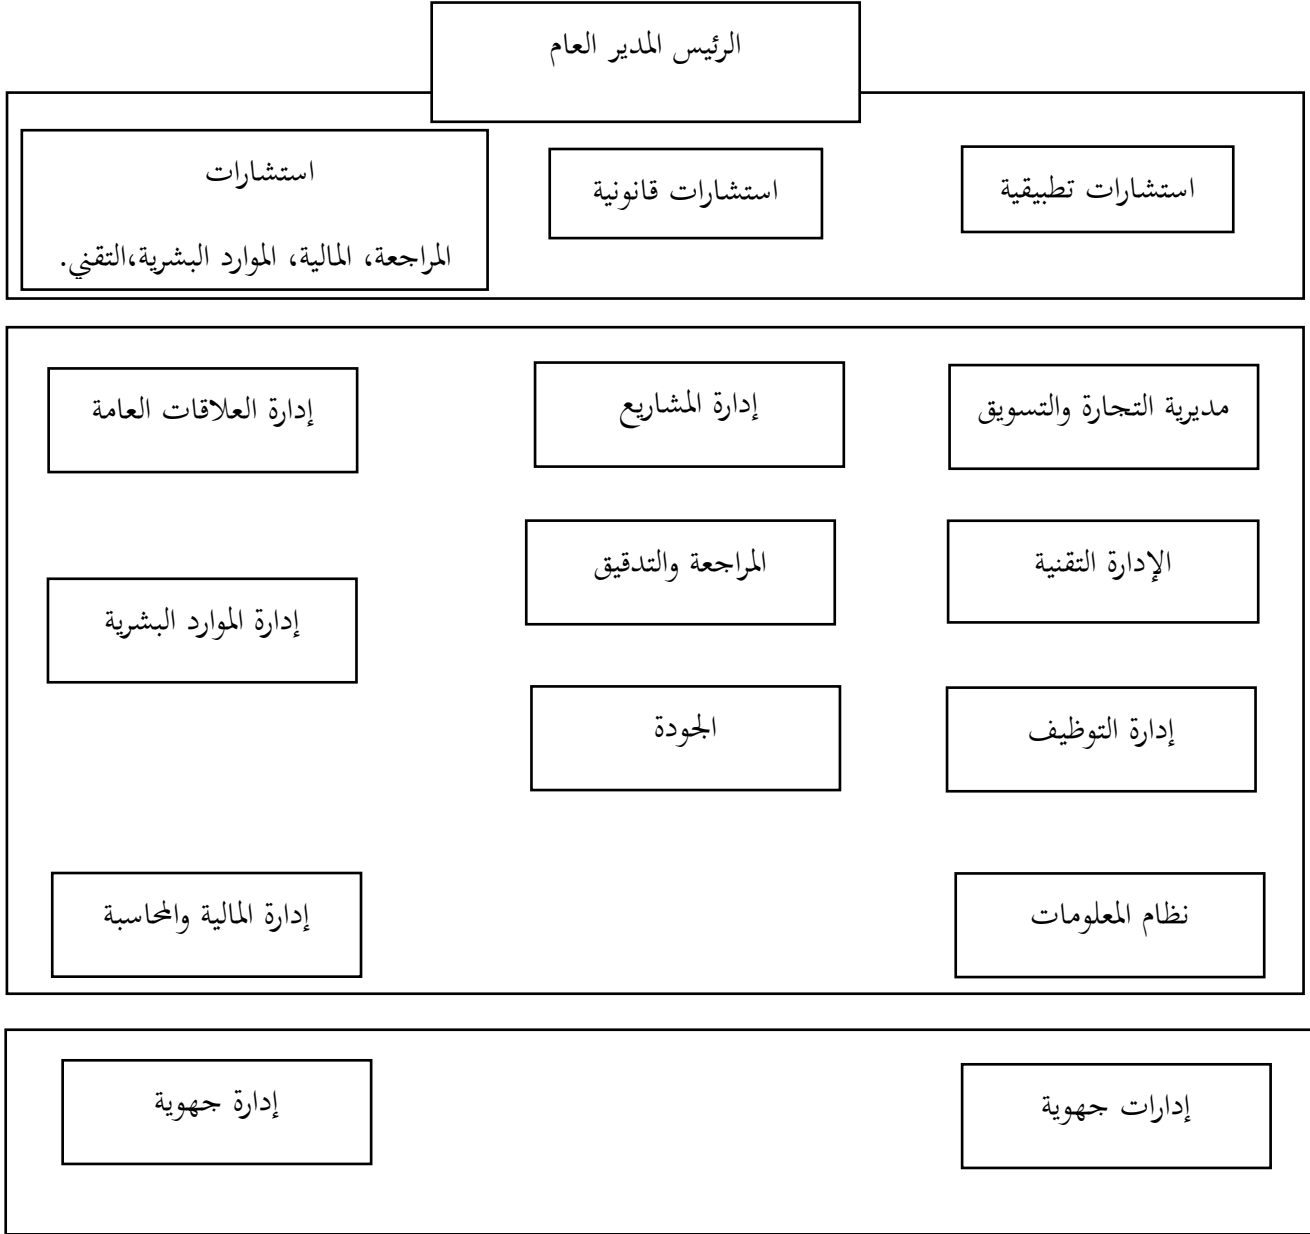 الرئيس المدير العام
استشارات تطبيقية
استشارات قانونية
استشارات
المراجعة، المالية، الموارد البشرية،التقني.
مديرية التجارة والتسويق
إدارة المشاريع
إدارة العلاقات العامة
الإدارة التقنية
المراجعة والتدقيق
إدارة الموارد البشرية
إدارة التوظيف
الجودة
نظام المعلومات
إدارة المالية والمحاسبة
إدارات جهوية
إدارة جهوية